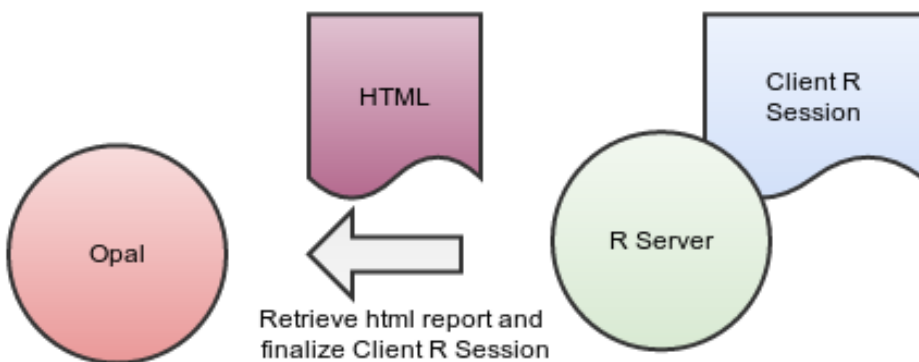 HTML
Client R
Session
Opal
R Server
Retrieve html report and
finalize Client R Session